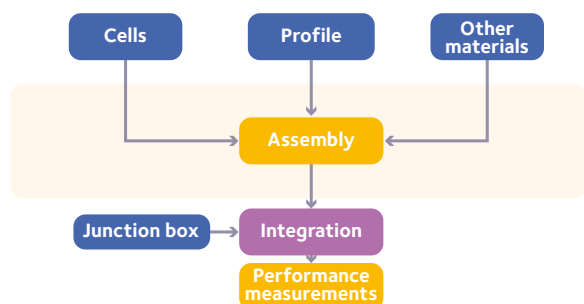 Cells
Profile
Other
materials
Assembly
Junction box
Integration
Performance
measurements